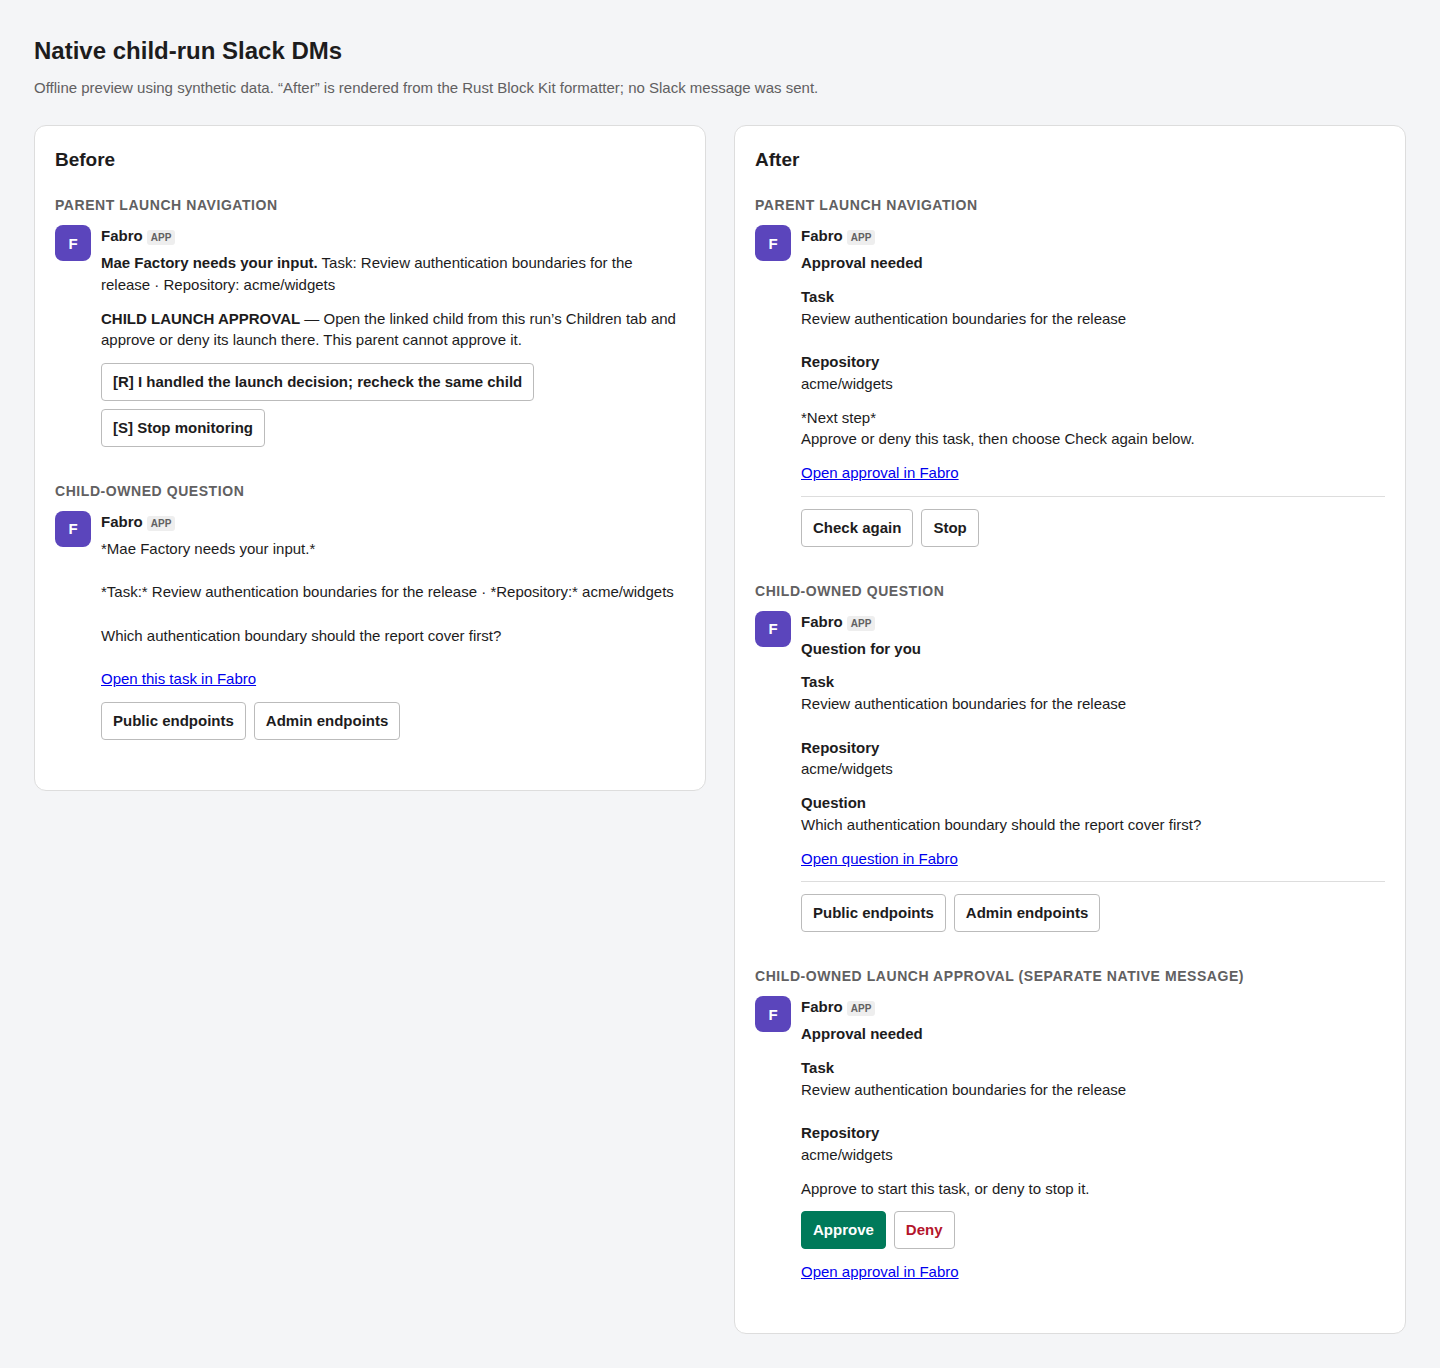 Native child-run Slack DMs
Offline preview using synthetic data. “After” is rendered from the Rust Block Kit formatter; no Slack message was sent.
Before
PARENT LAUNCH NAVIGATION
F
Fabro APP
Mae Factory needs your input. Task: Review authentication boundaries for the
release · Repository: acme/widgets
CHILD LAUNCH APPROVAL — Open the linked child from this run’s Children tab and
approve or deny its launch there. This parent cannot approve it.
[R] I handled the launch decision; recheck the same child
[S] Stop monitoring
CHILD-OWNED QUESTION
F
Fabro APP
*Mae Factory needs your input.*
*Task:* Review authentication boundaries for the release · *Repository:* acme/widgets
Which authentication boundary should the report cover first?
Open this task in Fabro
Public endpoints
Admin endpoints
After
PARENT LAUNCH NAVIGATION
F
Fabro APP
Approval needed
Task
Review authentication boundaries for the release
Repository
acme/widgets
*Next step*
Approve or deny this task, then choose Check again below.
Open approval in Fabro
Check again
Stop
CHILD-OWNED QUESTION
F
Fabro APP
Question for you
Task
Review authentication boundaries for the release
Repository
acme/widgets
Question
Which authentication boundary should the report cover first?
Open question in Fabro
Public endpoints
Admin endpoints
CHILD-OWNED LAUNCH APPROVAL (SEPARATE NATIVE MESSAGE)
F
Fabro APP
Approval needed
Task
Review authentication boundaries for the release
Repository
acme/widgets
Approve to start this task, or deny to stop it.
Approve
Deny
Open approval in Fabro